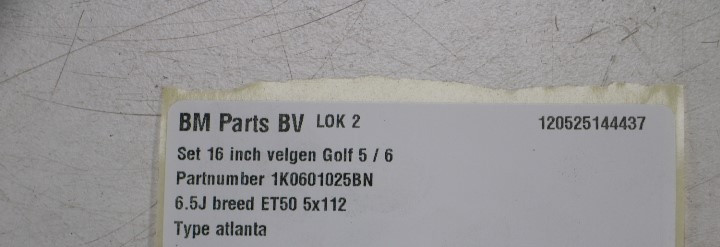 BM Parts BV LOK 2 120525144437
Set 16 inch velgen Golf 5 / 6
Partnumber 1K0601025BN
6.5J breed ET50 5x112
Type atlanta